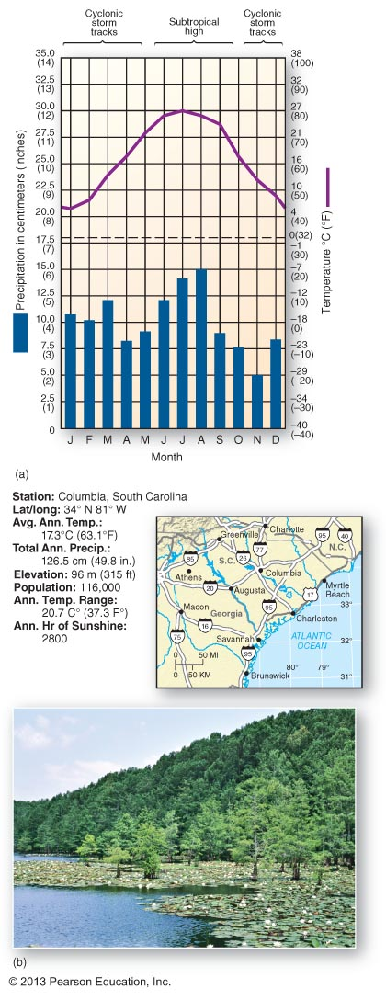 Cyclonic
storm
tracks
Subtropical
high
Cyclonic
storm
tracks
Precipitation in centimeters (inches)
35.0
(14)
32.5
(13)
30.0
(12)
27.5
(11)
25.0
(10)
22.5
(9)
20.0
(8)
17.5
(7)
15.0
(6)
12.5
(5)
10.0
(4)
7.5
(3)
5.0
(2)
2.5
(1)
0
38
(100)
32
(90)
27
(80)
21
(70)
16
(60)
10
(50)
4
(40)
0(32)
−1
(30)
−7
(20)
−12
(10)
−18
(0)
−23
(−10)
−29
(−20)
−34
(−30)
−40
(−40)
Temperature °C (°F)
J F M A M J J A S O N D
Month
(a)
Station: Columbia, South Carolina
Lat/long: 34° N 81° W
Avg. Ann. Temp.:
17.3°C (63.1°F)
Total Ann. Precip.:
126.5 cm (49.8 in.)
Elevation: 96 m (315 ft)
Population: 116,000
Ann. Temp. Range:
20.7 C° (37.3 F°)
Ann. Hr of Sunshine:
2800
Charlotte
95
40
Greenville
77
N.C.
85
S.C.
26
Athens
Columbia
20
Augusta
17
Myrtle
Beach
Macon
95
33°
Georgia
16
Charleston
75
Savannah
ATLANTIC
OCEAN
32°
95
0 50 MI
80° 79°
0 50 KM
Brunswick
31°
(b)
© 2013 Pearson Education, Inc.